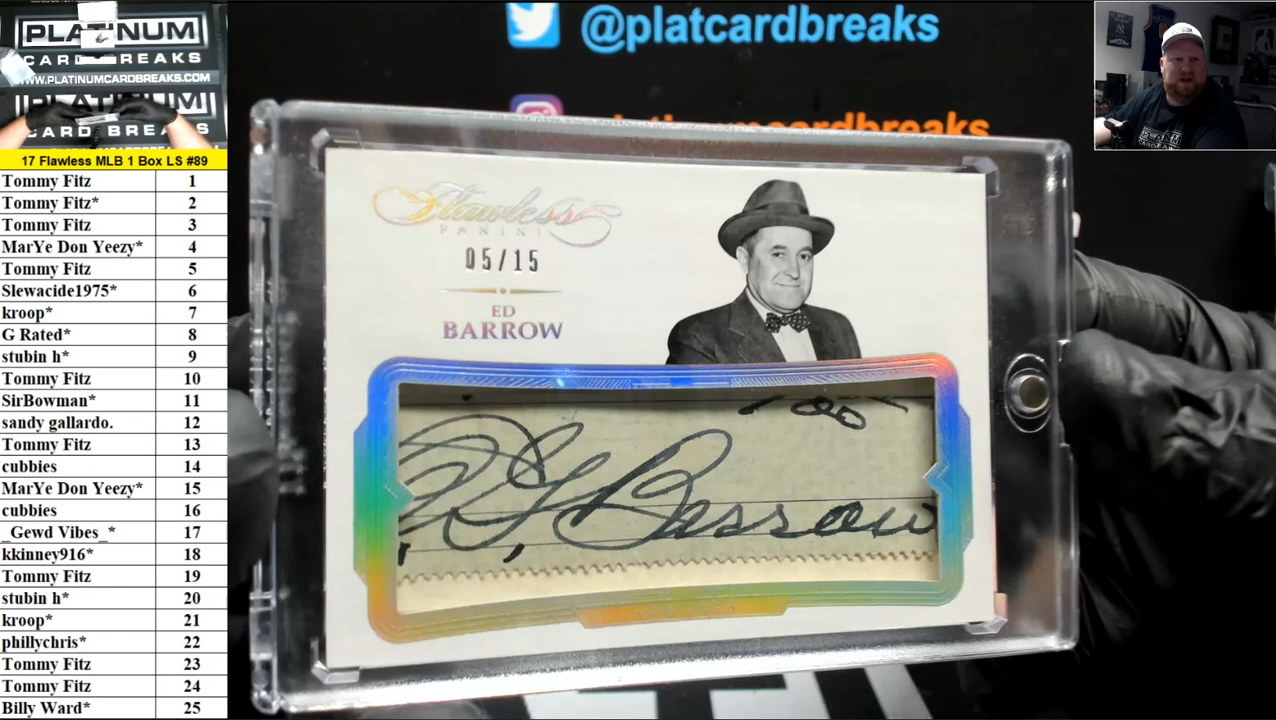 PLATINUM
CARD BREAKS
WWW.PLATINUMCARDBREAKS.COM
PLATINUM
CARD BREAKS
17 Flawless MLB 1 Box LS #89
Tommy Fitz 1
Tommy Fitz* 2
Tommy Fitz 3
MarYe Don Yeezy* 4
Tommy Fitz 5
Slewacide1975* 6
kroop* 7
G Rated* 8
stubin h* 9
Tommy Fitz 10
SirBowman* 11
sandy gallardo. 12
Tommy Fitz 13
cubbies 14
MarYe Don Yeezy* 15
cubbies 16
_Gewd Vibes_* 17
kkinney916* 18
Tommy Fitz 19
stubin h* 20
kroop* 21
phillychris* 22
Tommy Fitz 23
Tommy Fitz 24
Billy Ward* 25
@platcardbreaks
platinumcardbreaks
Flawless
PANINI
05/15
ED
BARROW
E. G. Barrow